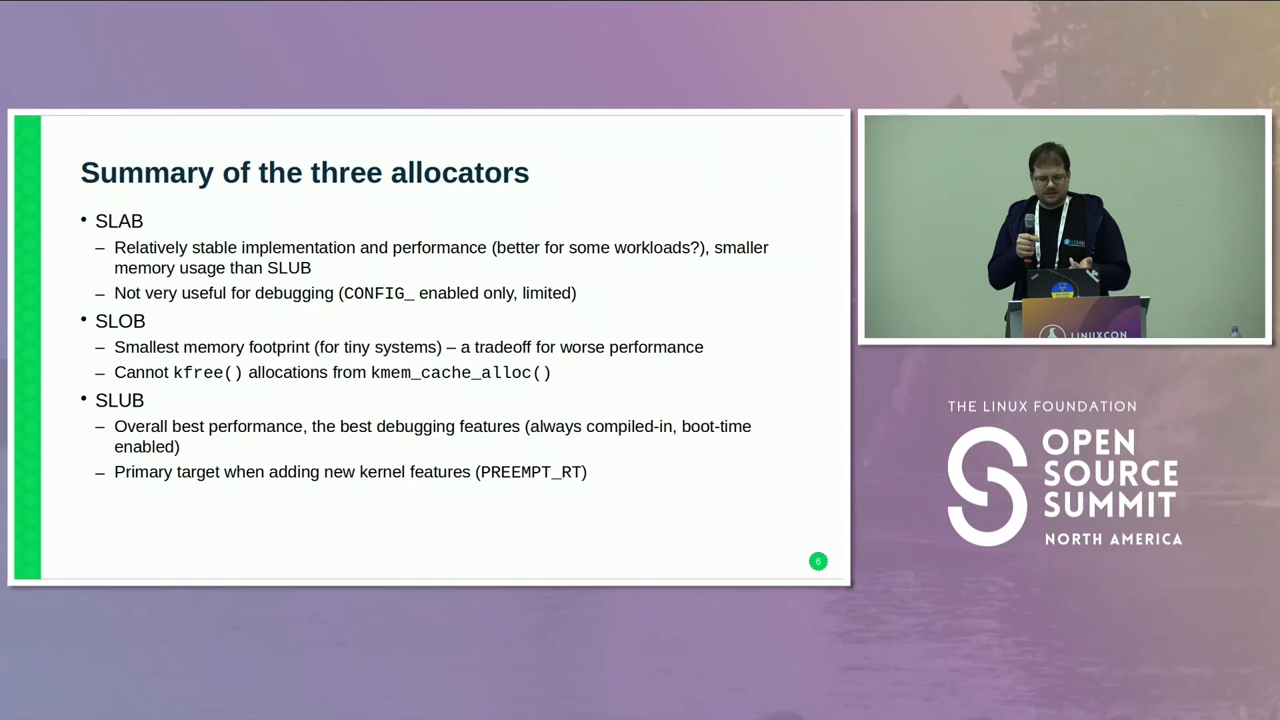 Summary of the three allocators
• SLAB
– Relatively stable implementation and performance (better for some workloads?), smaller
memory usage than SLUB
– Not very useful for debugging (CONFIG_ enabled only, limited)
• SLOB
– Smallest memory footprint (for tiny systems) – a tradeoff for worse performance
– Cannot kfree() allocations from kmem_cache_alloc()
• SLUB
– Overall best performance, the best debugging features (always compiled-in, boot-time
enabled)
– Primary target when adding new kernel features (PREEMPT_RT)
6
LINUXCON
THE LINUX FOUNDATION
OPEN
SOURCE
SUMMIT
NORTH AMERICA